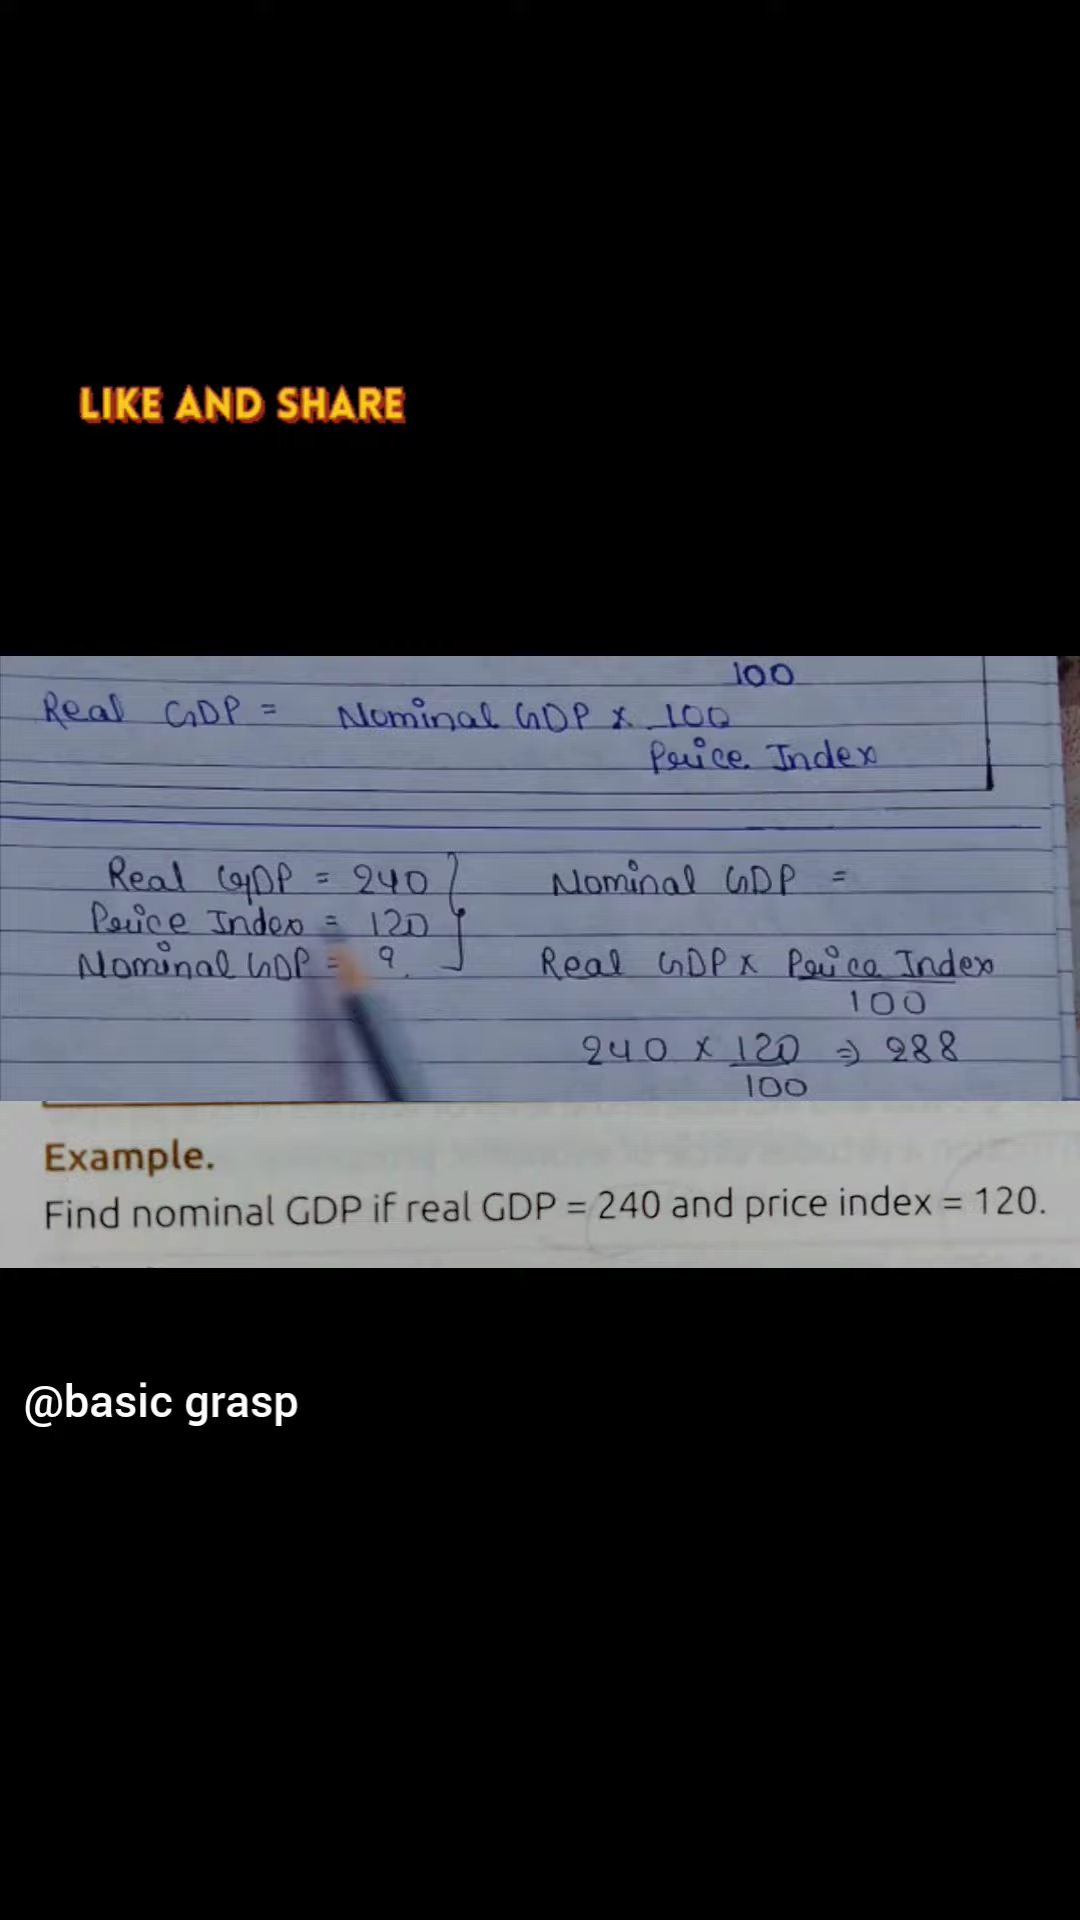 LIKE AND SHARE
100
Real GDP = Nominal GDP × 100
Price Index
Real GDP = 240
Price Index = 120
Nominal GDP = ?
Nominal GDP =
Real GDP × Price Index
100
240 × 120 ⇒ 288
100
Example.
Find nominal GDP if real GDP = 240 and price index = 120.
@basic grasp